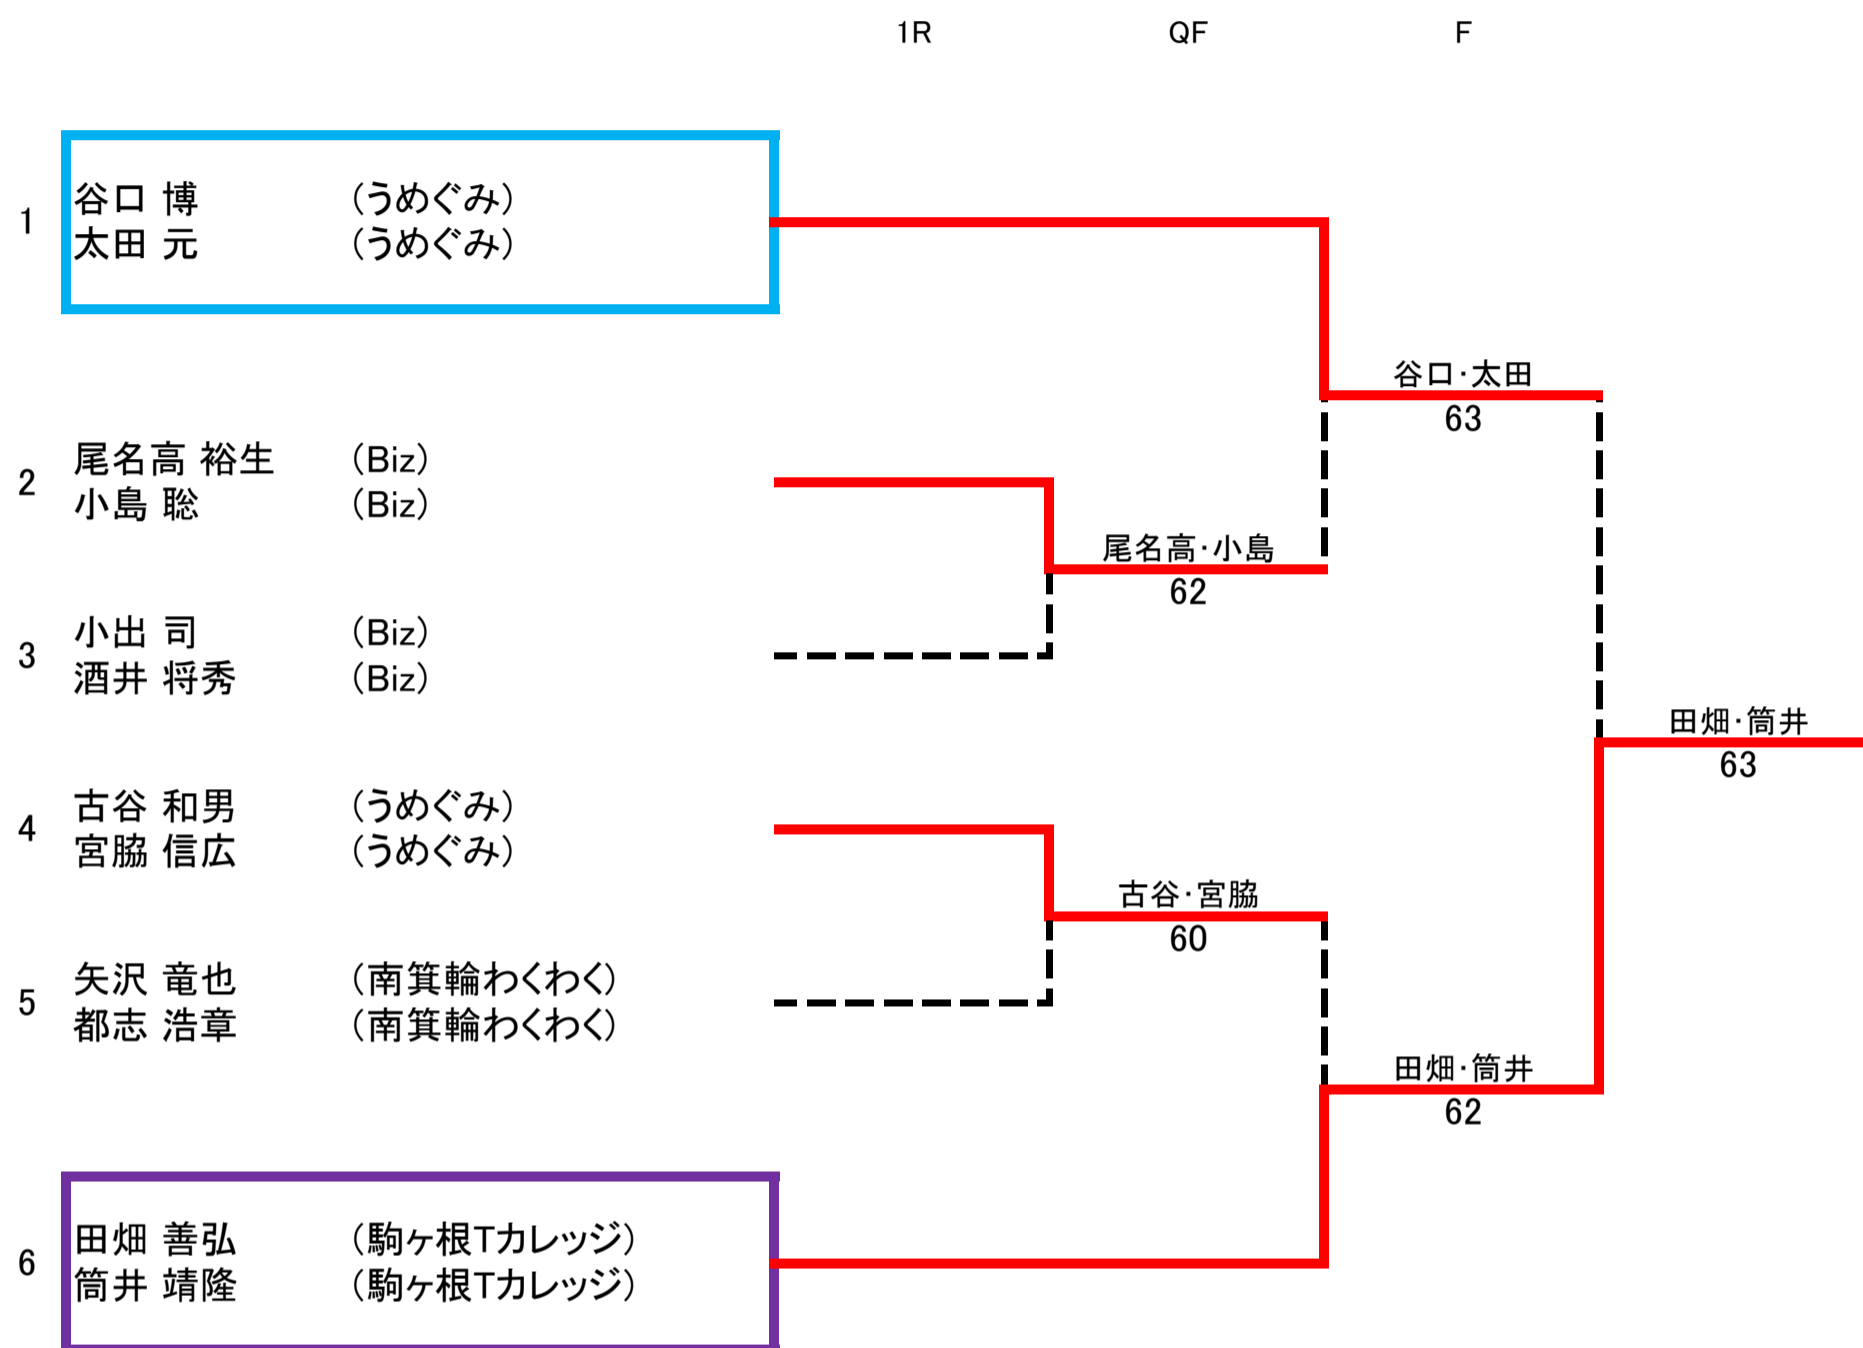 1R QF F
1
谷口 博 (うめぐみ)
太田 元 (うめぐみ)
谷口・太田
63
2
尾名高 裕生 (Biz)
小島 聡 (Biz)
尾名高・小島
62
3
小出 司 (Biz)
酒井 将秀 (Biz)
田畑・筒井
63
4
古谷 和男 (うめぐみ)
宮脇 信広 (うめぐみ)
古谷・宮脇
60
5
矢沢 竜也 (南箕輪わくわく)
都志 浩章 (南箕輪わくわく)
田畑・筒井
62
6
田畑 善弘 (駒ヶ根Tカレッジ)
筒井 靖隆 (駒ヶ根Tカレッジ)